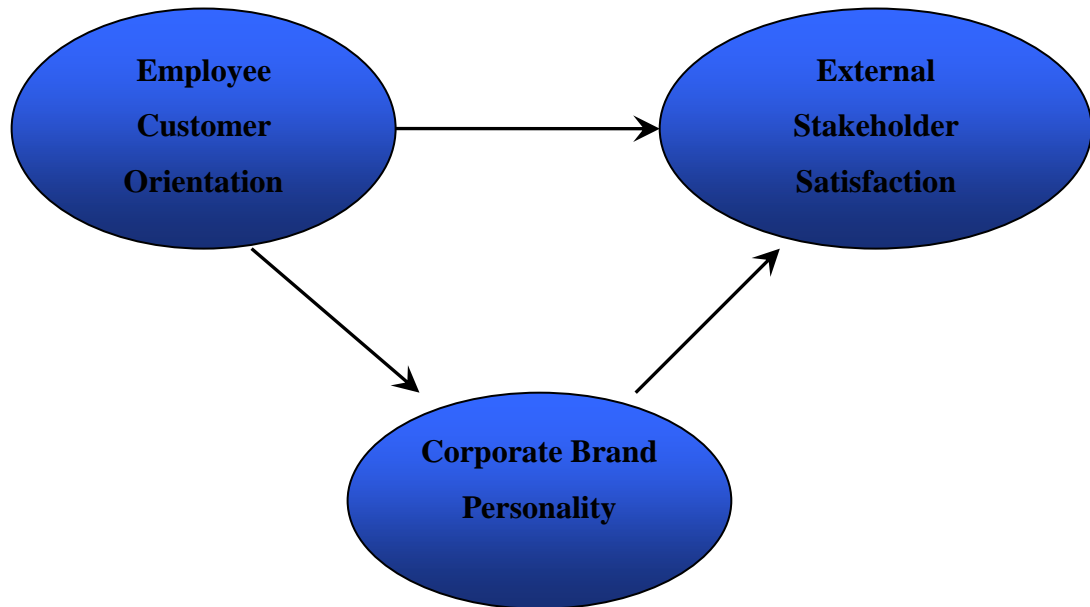 Employee
Customer
Orientation
External
Stakeholder
Satisfaction
Corporate Brand
Personality